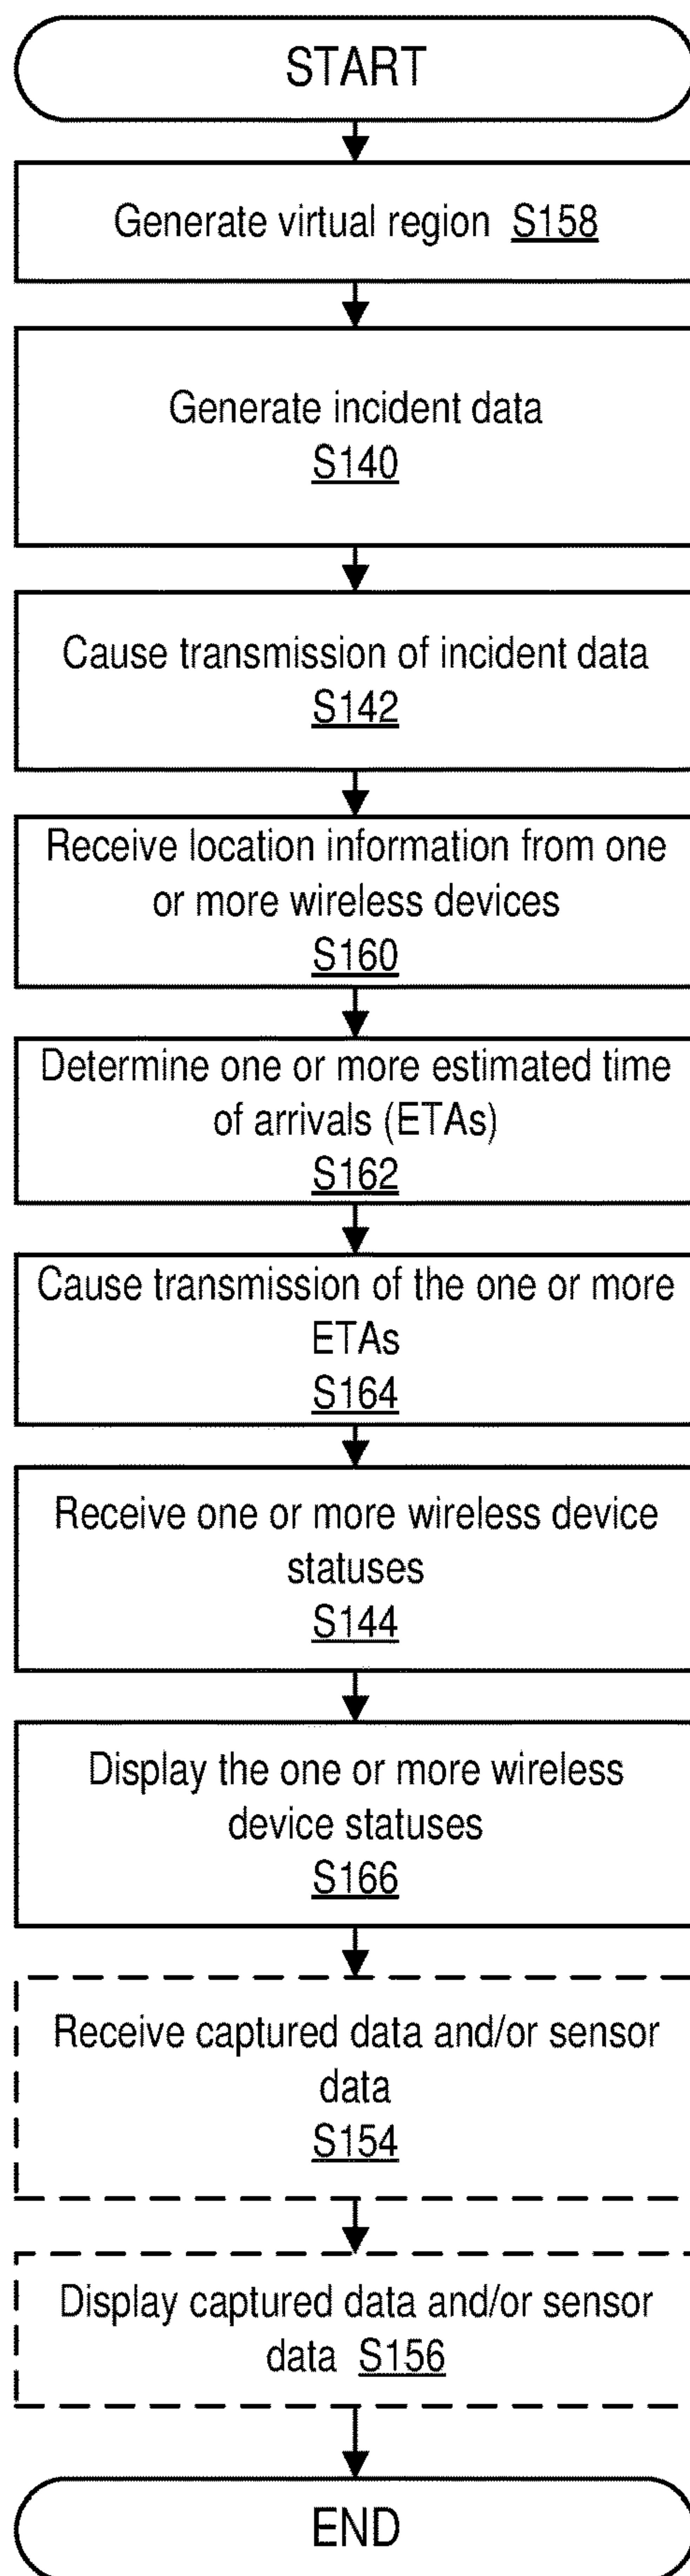 START
Generate virtual region S158
Generate incident data
S140
Cause transmission of incident data
S142
Receive location information from one
or more wireless devices
S160
Determine one or more estimated time
of arrivals (ETAs)
S162
Cause transmission of the one or more
ETAs
S164
Receive one or more wireless device
statuses
S144
Display the one or more wireless
device statuses
S166
Receive captured data and/or sensor
data
S154
Display captured data and/or sensor
data S156
END